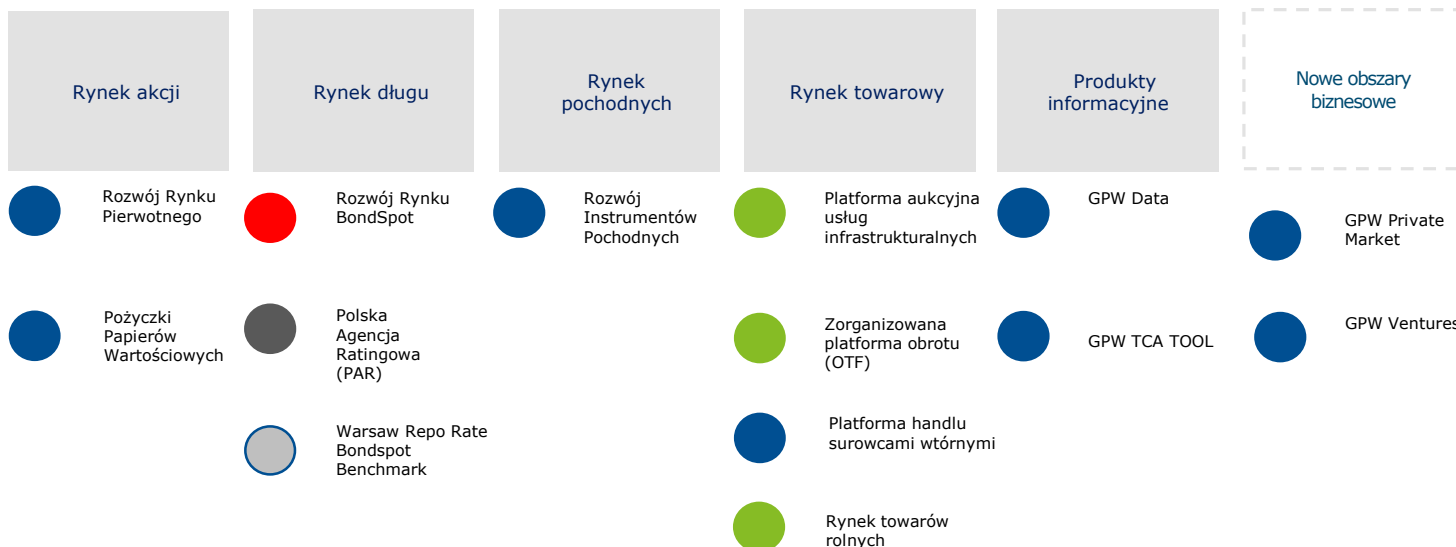 Rynek akcji
Rynek długu
Rynek
pochodnych
Rynek towarowy
Produkty
informacyjne
Nowe obszary
biznesowe
Rozwój Rynku
Pierwotnego
Pożyczki
Papierów
Wartościowych
Rozwój Rynku
BondSpot
Polska
Agencja
Ratingowa
(PAR)
Warsaw Repo Rate
Bondspot
Benchmark
Rozwój
Instrumentów
Pochodnych
Platforma aukcyjna
usług
infrastrukturalnych
Zorganizowana
platforma obrotu
(OTF)
Platforma handlu
surowcami wtórnymi
Rynek towarów
rolnych
GPW Data
GPW TCA TOOL
GPW Private
Market
GPW Ventures